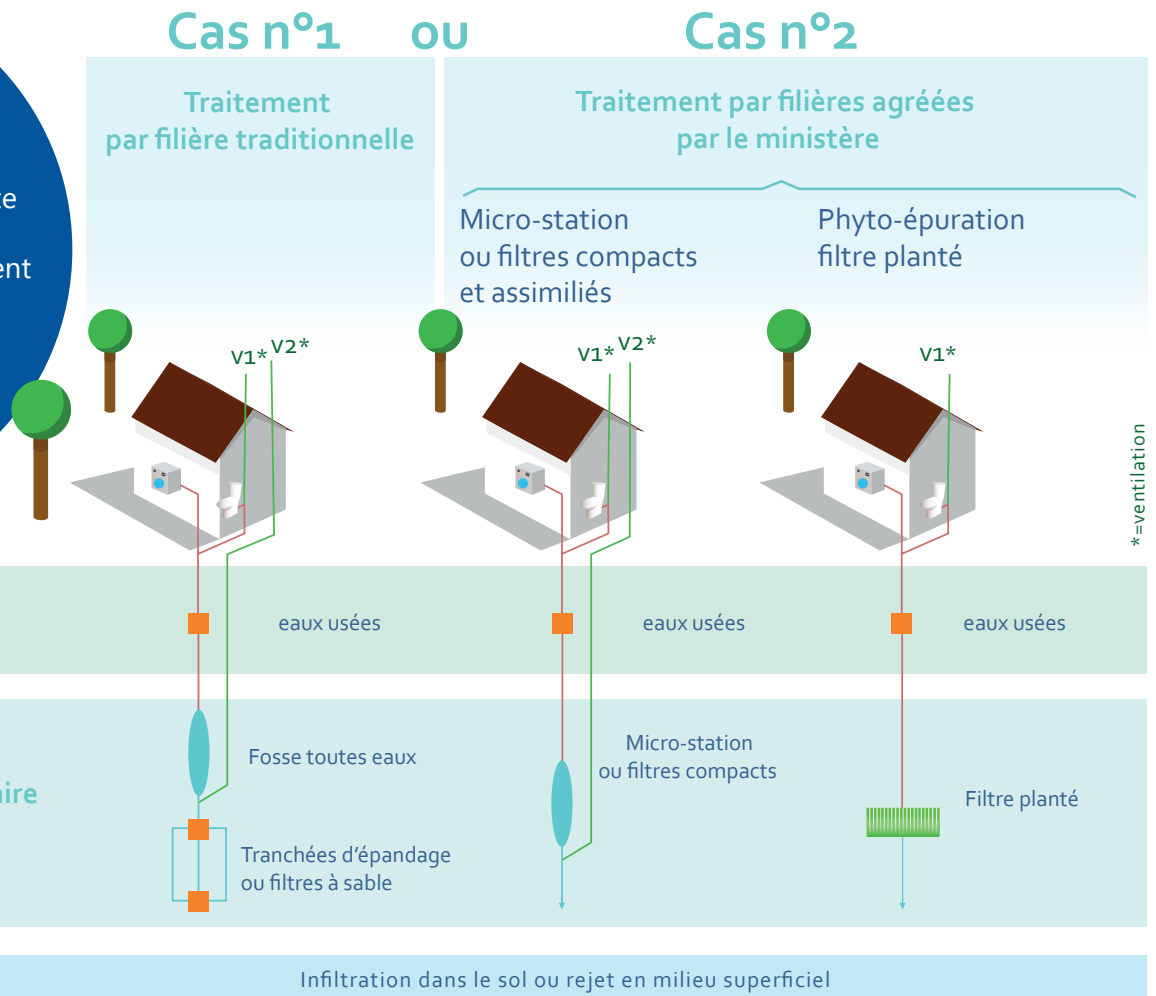 Cas n°1 ou Cas n°2
Traitement
par filière traditionnelle
Traitement par filières agréées
par le ministère
Micro-station
ou filtres compacts
et assimiliés
Phyto-épuration
filtre planté
V1* V2*
V1* V2*
V1*
*=ventilation
eaux usées
eaux usées
eaux usées
Fosse toutes eaux
Micro-station
ou filtres compacts
Filtre planté
Tranchées d'épandage
ou filtres à sable
Infiltration dans le sol ou rejet en milieu superficiel